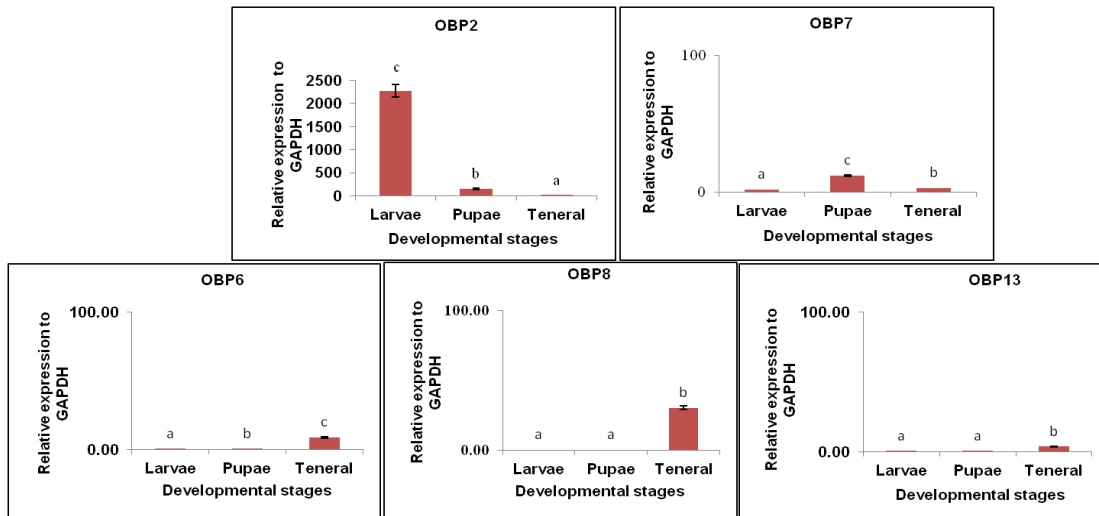 OBP2
Relative expression to
GAPDH
2500
2000
1500
1000
500
0
c
b
a
Larvae Pupae Teneral
Developmental stages
OBP7
Relative expression to
GAPDH
100
0
a
c
b
Larvae Pupae Teneral
Developmental stages
OBP6
Relative expression to
GAPDH
100.00
0.00
a
b
c
Larvae Pupae Teneral
Developmental stages
OBP8
Relative expression to
GAPDH
100.00
0.00
a
a
b
Larvae Pupae Teneral
Developmental stages
OBP13
Relative expression to
GAPDH
100.00
0.00
a
a
b
Larvae Pupae Teneral
Developmental stages